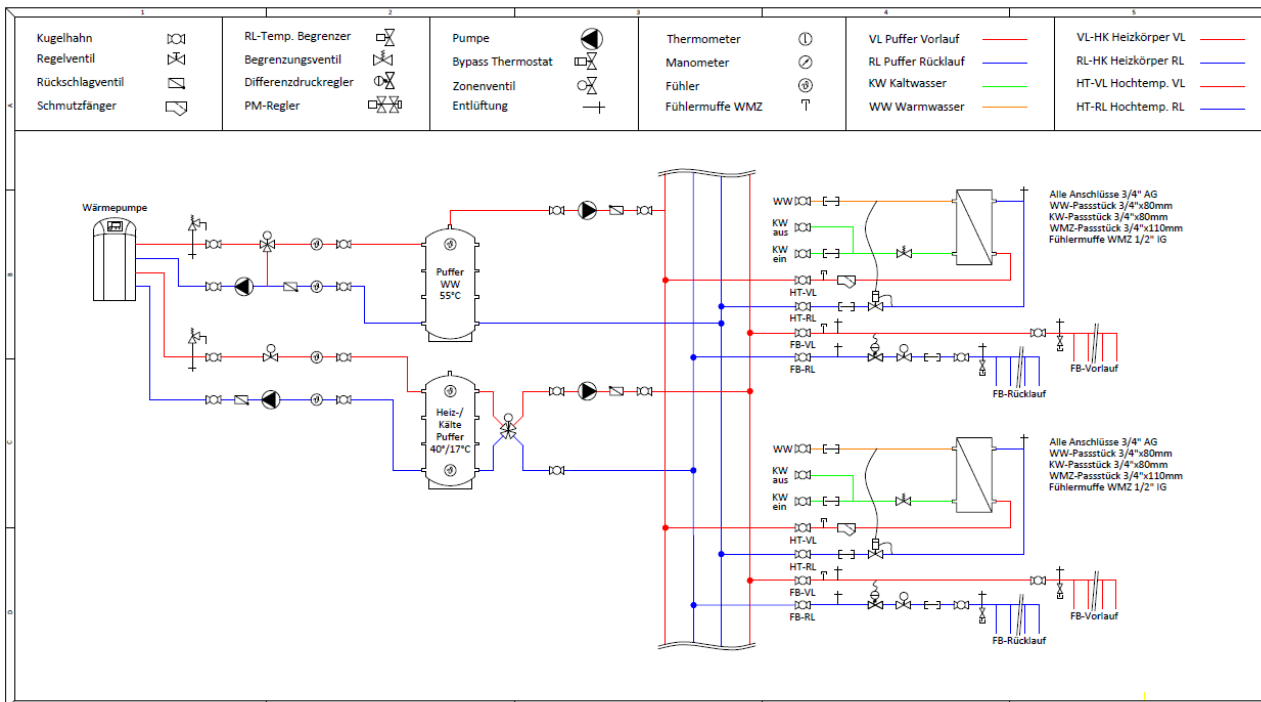 1 2 3 4 5
Kugelhahn
Regelventil
Rückschlagventil
Schmutzfänger
RL-Temp. Begrenzer
Begrenzungsventil
Differenzdruckregler
PM-Regler
Pumpe
Bypass Thermostat
Zonenventil
Entlüftung
Thermometer
Manometer
Fühler
Fühlermuffe WMZ
VL Puffer Vorlauf
RL Puffer Rücklauf
KW Kaltwasser
WW Warmwasser
VL-HK Heizkörper VL
RL-HK Heizkörper RL
HT-VL Hochtemp. VL
HT-RL Hochtemp. RL
A
B
C
D
Wärmepumpe
Puffer
WW
55°C
Heiz-/
Kälte
Puffer
40°/17°C
WW
KW
aus
KW
ein
HT-VL
HT-RL
FB-VL
FB-RL
FB-Vorlauf
FB-Rücklauf
Alle Anschlüsse 3/4" AG
WW-Passstück 3/4"x80mm
KW-Passstück 3/4"x80mm
WMZ-Passstück 3/4"x110mm
Fühlermuffe WMZ 1/2" IG
WW
KW
aus
KW
ein
HT-VL
HT-RL
FB-VL
FB-RL
FB-Vorlauf
FB-Rücklauf
Alle Anschlüsse 3/4" AG
WW-Passstück 3/4"x80mm
KW-Passstück 3/4"x80mm
WMZ-Passstück 3/4"x110mm
Fühlermuffe WMZ 1/2" IG